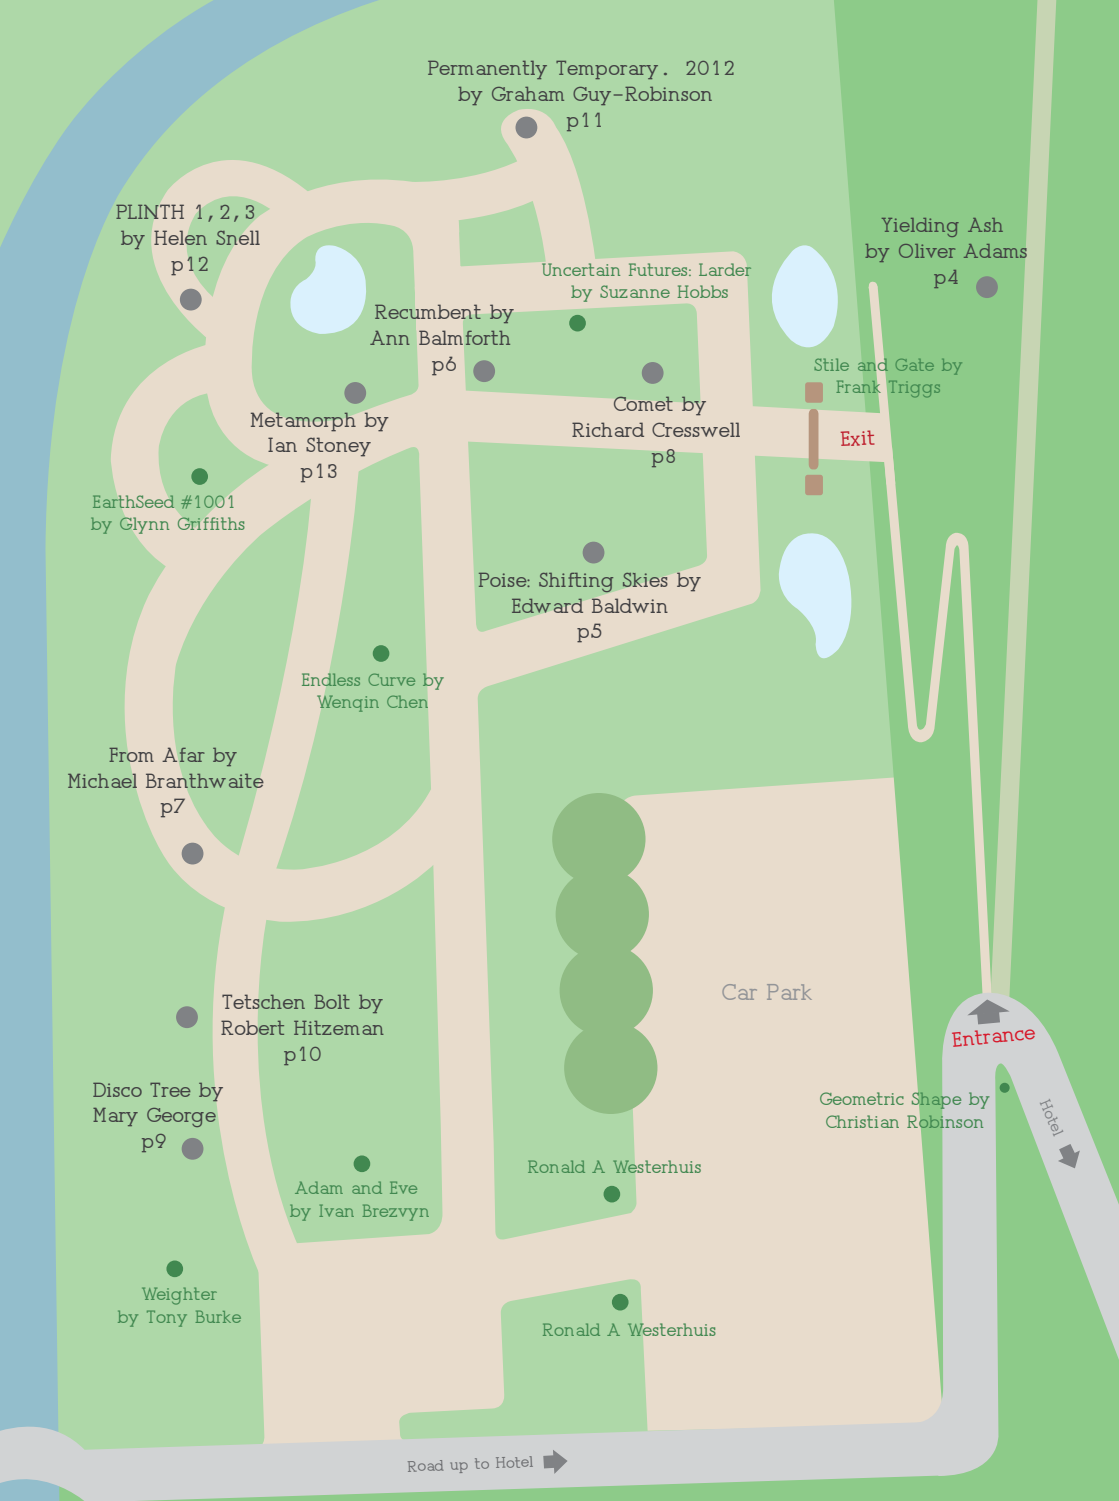 Permanently Temporary. 2012
by Graham Guy-Robinson
p11
PLINTH 1,2,3
by Helen Snell
p12
Yielding Ash
by Oliver Adams
p4
Uncertain Futures: Larder
by Suzanne Hobbs
Recumbent by
Ann Balmforth
p6
Stile and Gate by
Frank Triggs
Metamorph by
Ian Stoney
p13
Comet by
Richard Cresswell
p8
Exit
EarthSeed #1001
by Glynn Griffiths
Poise: Shifting Skies by
Edward Baldwin
p5
Endless Curve by
Wenqin Chen
From Afar by
Michael Branthwaite
p7
Car Park
Tetschen Bolt by
Robert Hitzeman
p10
Entrance
Disco Tree by
Mary George
p9
Geometric Shape by
Christian Robinson
Hotel
Ronald A Westerhuis
Adam and Eve
by Ivan Brezvyn
Weighter
by Tony Burke
Ronald A Westerhuis
Road up to Hotel